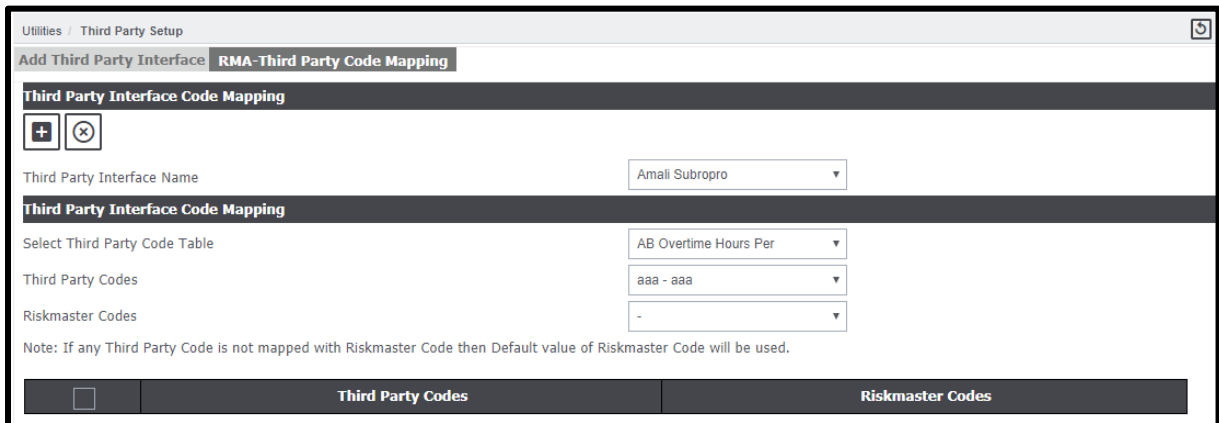 Utilities / Third Party Setup
Add Third Party Interface RMA-Third Party Code Mapping
Third Party Interface Code Mapping
Third Party Interface Name Amali Subropro
Third Party Interface Code Mapping
Select Third Party Code Table AB Overtime Hours Per
Third Party Codes aaa - aaa
Riskmaster Codes -
Note: If any Third Party Code is not mapped with Riskmaster Code then Default value of Riskmaster Code will be used.
Third Party Codes Riskmaster Codes